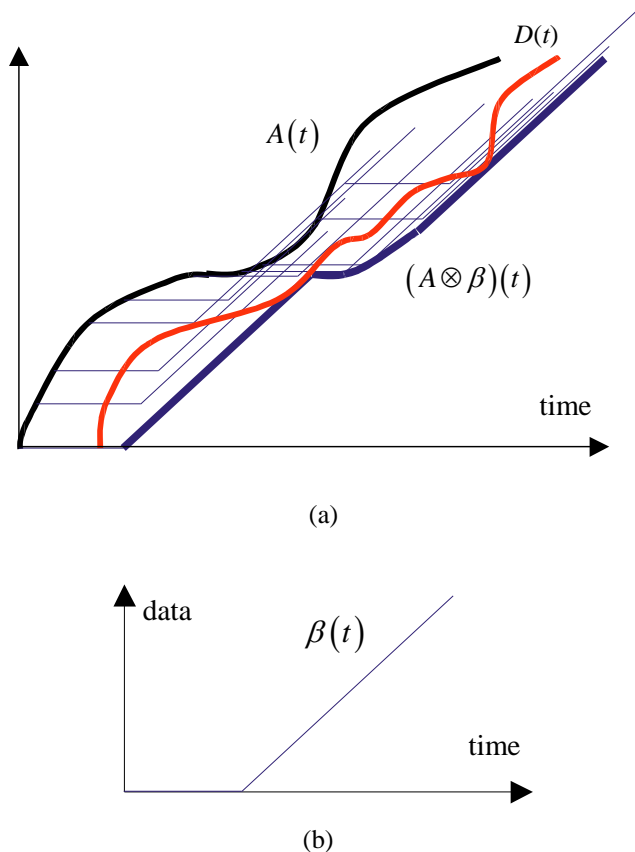 D(t)
A(t)
(A ⊗ β)(t)
time
(a)
data
β(t)
time
(b)